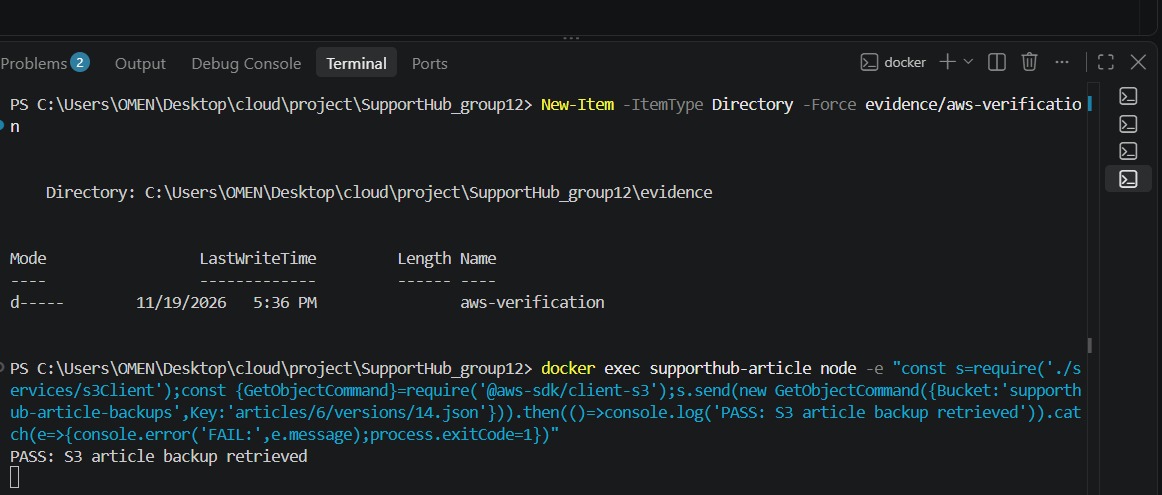 Problems 2 Output Debug Console Terminal Ports docker
PS C:\Users\OMEN\Desktop\cloud\project\SupportHub_group12> New-Item -ItemType Directory -Force evidence/aws-verificatio
n
Directory: C:\Users\OMEN\Desktop\cloud\project\SupportHub_group12\evidence
Mode LastWriteTime Length Name
---- ------------- ------ ----
d----- 11/19/2026 5:36 PM aws-verification
PS C:\Users\OMEN\Desktop\cloud\project\SupportHub_group12> docker exec supporthub-article node -e "const s=require('./s
ervices/s3Client');const {GetObjectCommand}=require('@aws-sdk/client-s3');s.send(new GetObjectCommand({Bucket:'supporth
ub-article-backups',Key:'articles/6/versions/14.json'})).then(()=>console.log('PASS: S3 article backup retrieved')).cat
ch(e=>{console.error('FAIL:',e.message);process.exitCode=1})"
PASS: S3 article backup retrieved